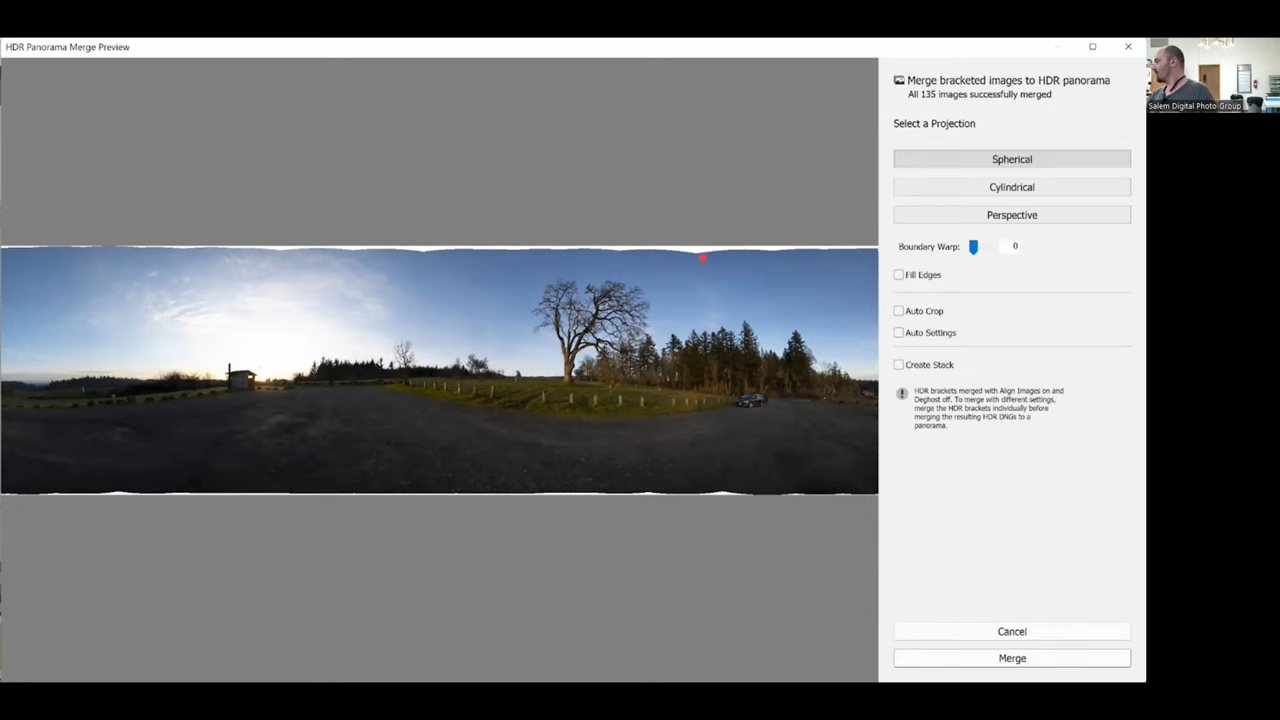 HDR Panorama Merge Preview
Merge bracketed images to HDR panorama
All 135 images successfully merged
Select a Projection
Spherical
Cylindrical
Perspective
Boundary Warp: 0
Fill Edges
Auto Crop
Auto Settings
Create Stack
HDR brackets merged with Align Images on and
Deghost off. To merge with different settings,
merge the HDR brackets individually before
merging the resulting HDR DNGs to a
panorama.
Cancel
Merge
Salem Digital Photo Group